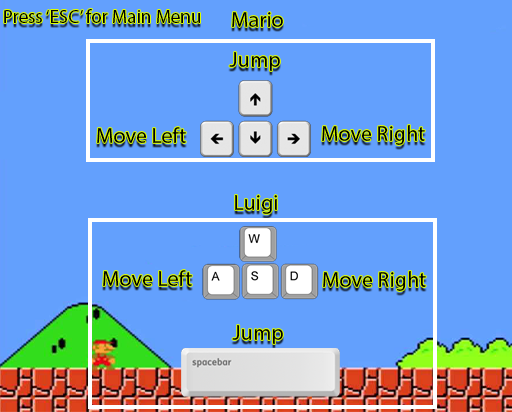 Press 'ESC' for Main Menu
Mario
Jump
↑
Move Left ← ↓ → Move Right
Luigi
W
Move Left A S D Move Right
Jump
spacebar